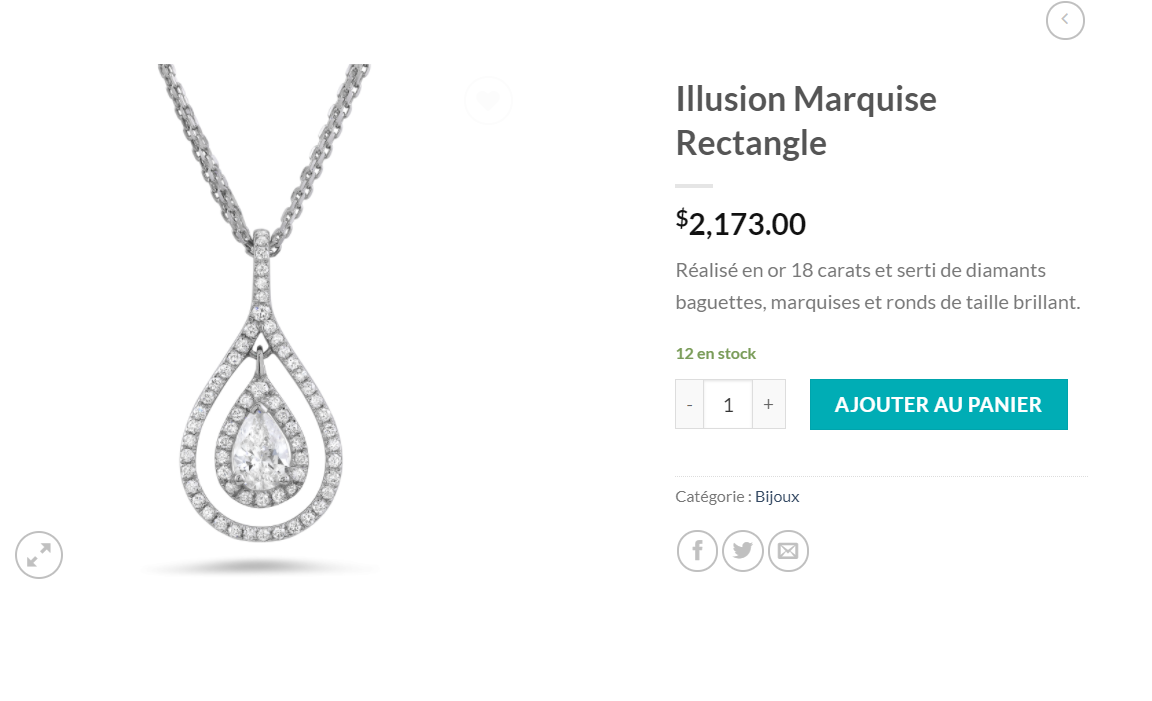 Illusion Marquise
Rectangle
$2,173.00
Réalisé en or 18 carats et serti de diamants
baguettes, marquises et ronds de taille brillant.
12 en stock
- 1 +
AJOUTER AU PANIER
Catégorie : Bijoux